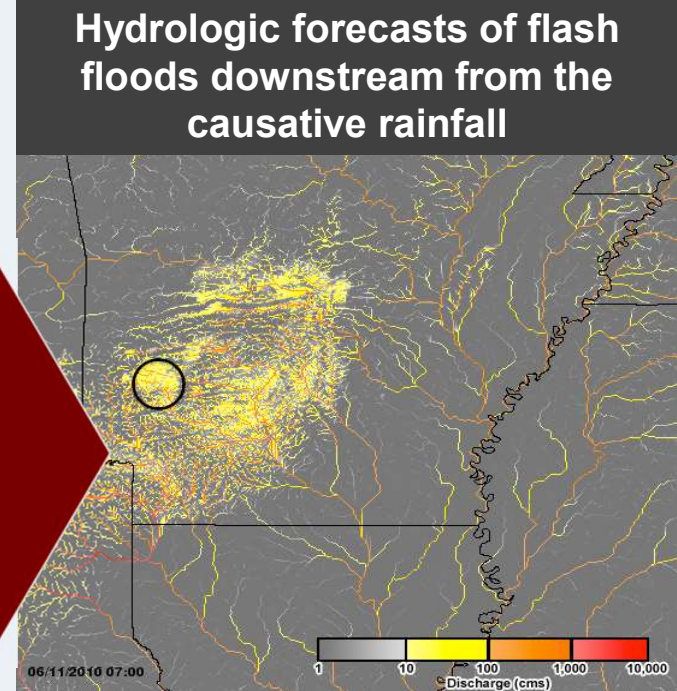 Hydrologic forecasts of flash
floods downstream from the
causative rainfall
06/11/2010 07:00
1 10 100 1,000 10,000
Discharge (cms)